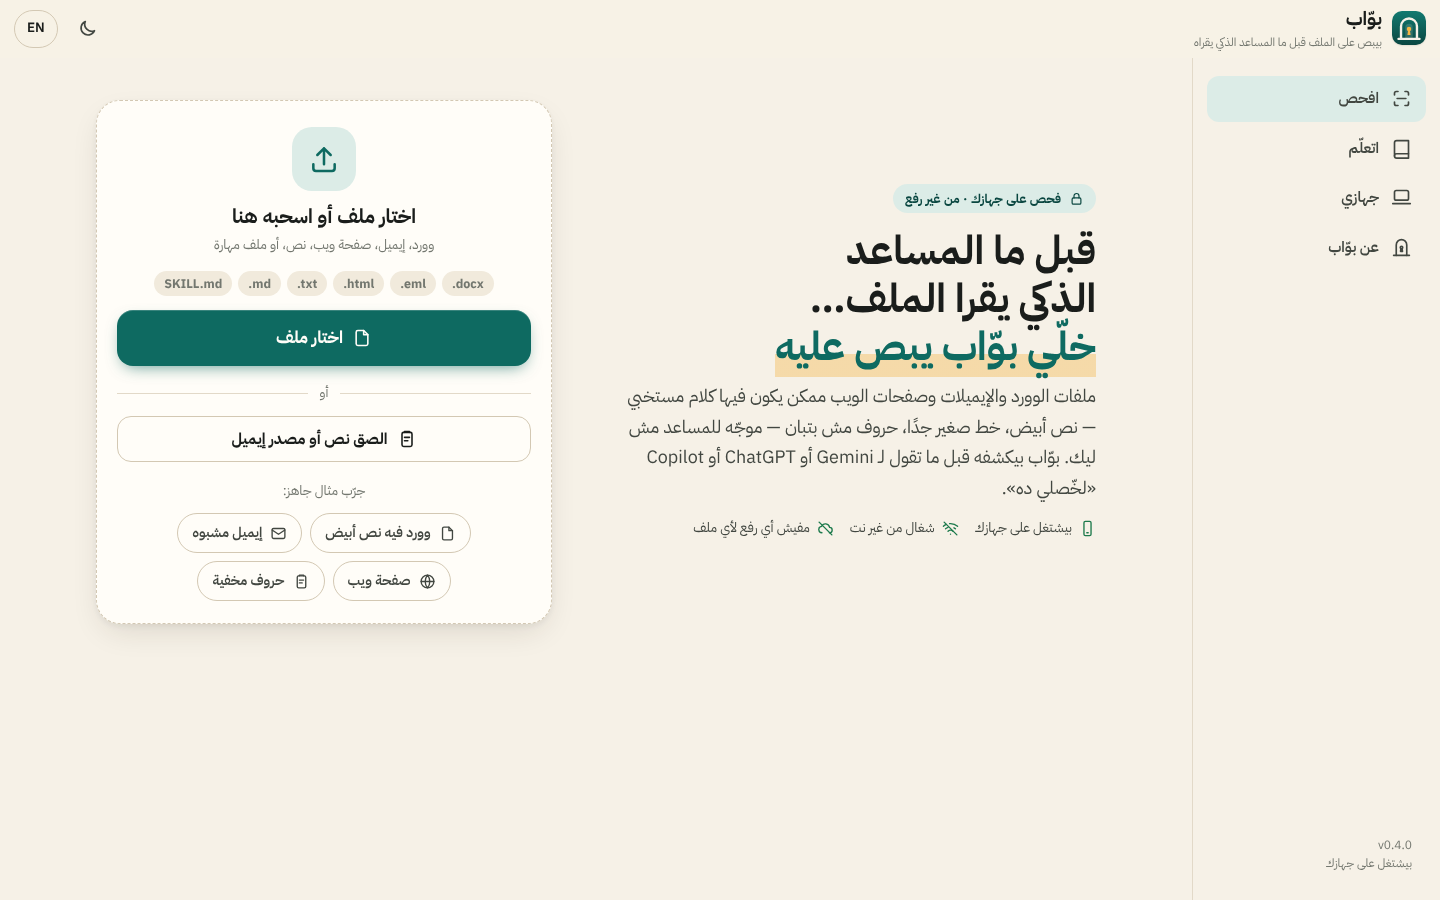 بوّاب
بيبص على الملف قبل ما المساعد الذكي يقراه
EN
افحص
اتعلّم
جهازي
عن بوّاب
فحص على جهازك · من غير رفع
قبل ما المساعد
الذكي يقرا الملف...
خلّي بوّاب يبص عليه
ملفات الوورد والإيميلات وصفحات الويب ممكن يكون فيها كلام مستخبي
— نص أبيض، خط صغير جدًا، حروف مش بتبان — موجّه للمساعد مش
ليك. بوّاب بيكشفه قبل ما تقول لـ Gemini أو ChatGPT أو Copilot
«لخّصلي ده».
بيشتغل على جهازك
شغال من غير نت
مفيش أي رفع لأي ملف
اختار ملف أو اسحبه هنا
وورد، إيميل، صفحة ويب، نص، أو ملف مهارة
.docx .eml .html .txt .md SKILL.md
اختار ملف
أو
الصق نص أو مصدر إيميل
جرّب مثال جاهز:
وورد فيه نص أبيض
إيميل مشبوه
صفحة ويب
حروف مخفية
v0.4.0
بيشتغل على جهازك